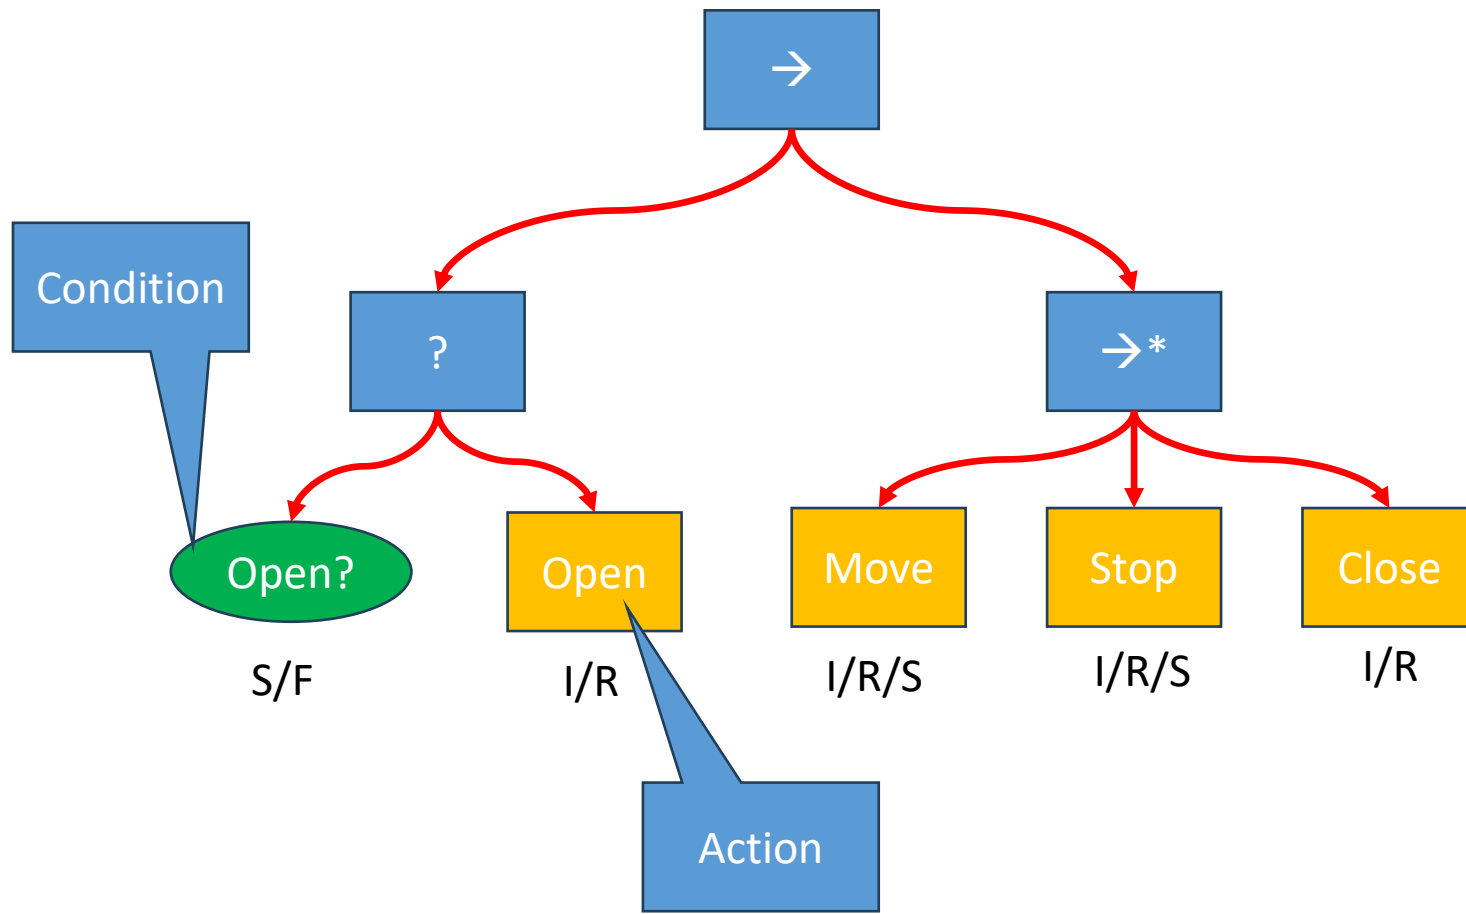 →
Condition
?
→*
Open?
Open
Move
Stop
Close
S/F
I/R
I/R/S
I/R/S
I/R
Action